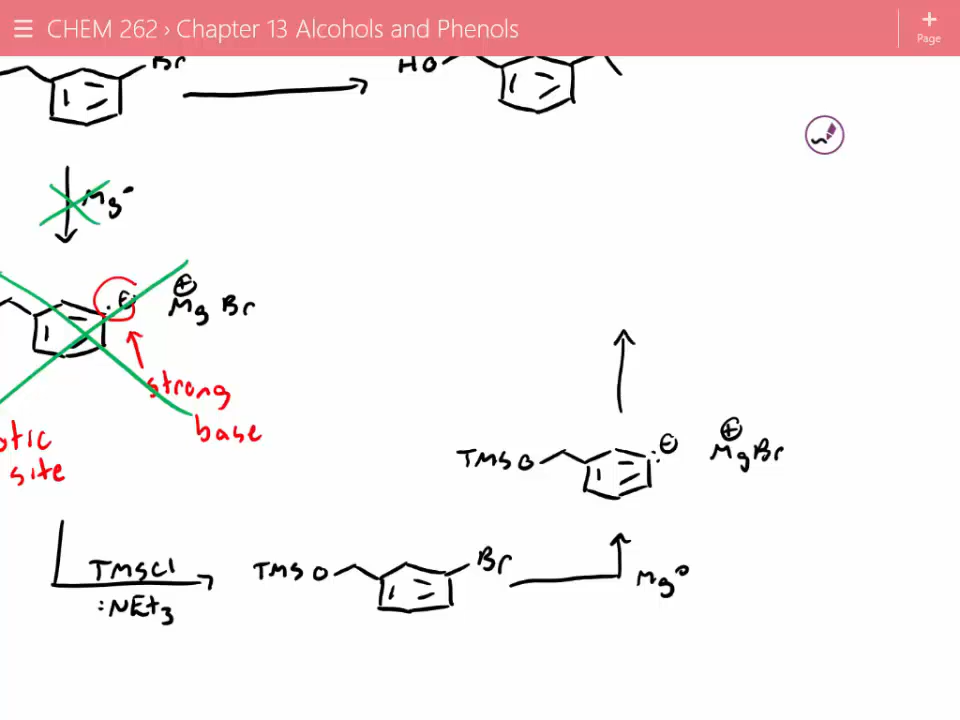 CHEM 262 › Chapter 13 Alcohols and Phenols
Page
Br
HO
Mg°
⊖
⊕
MgBr
strong
base
otic
site
TMSO
⊖
⊕
MgBr
TMSCl
:NEt3
TMSO
Br
Mg°